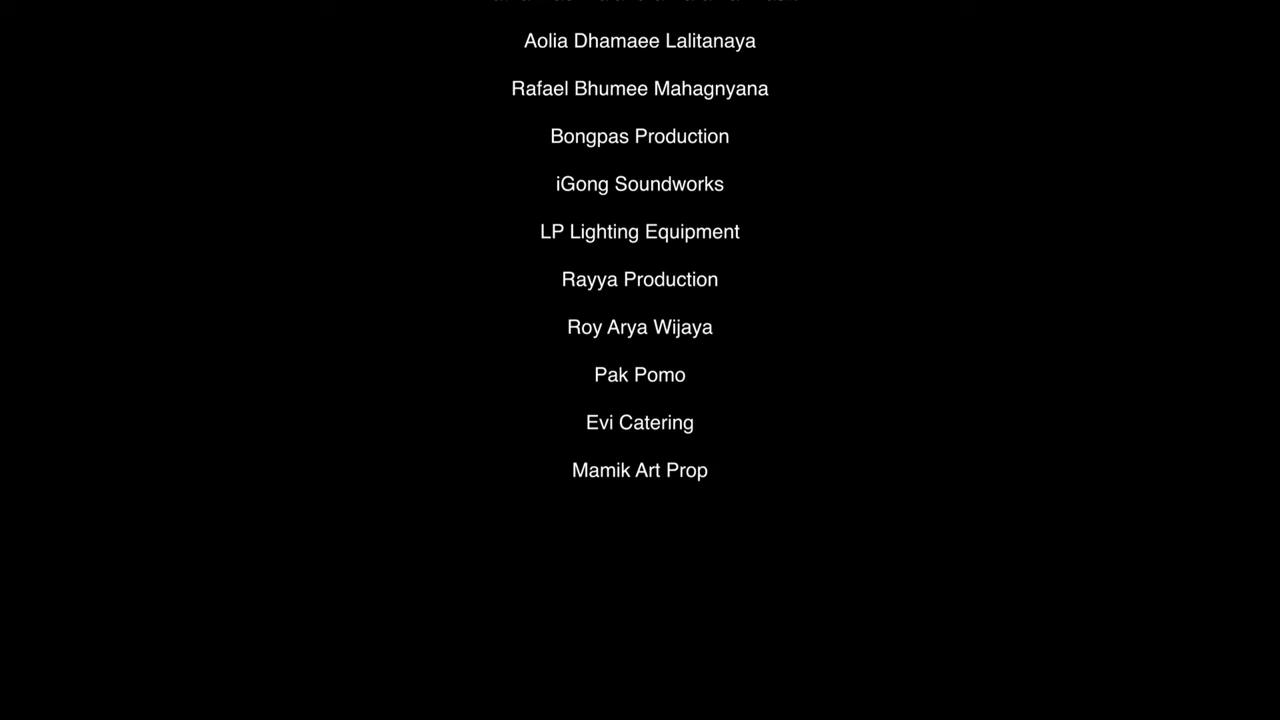 Aolia Dhamaee Lalitanaya
Rafael Bhumee Mahagnyana
Bongpas Production
iGong Soundworks
LP Lighting Equipment
Rayya Production
Roy Arya Wijaya
Pak Pomo
Evi Catering
Mamik Art Prop